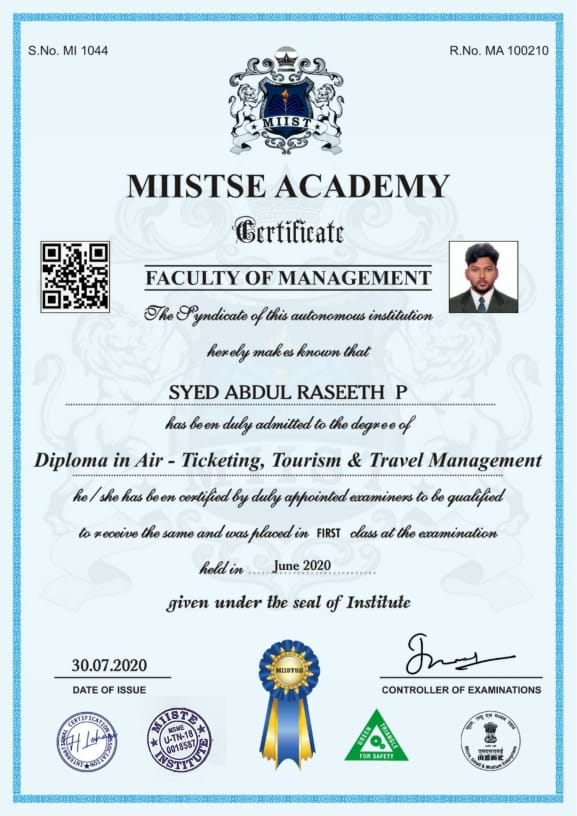 S.No. MI 1044
R.No. MA 100210
MIIST
MIISTSE ACADEMY
Certificate
FACULTY OF MANAGEMENT
The Syndicate of this autonomous institution
herely makes known that
SYED ABDUL RASEETH P
has been duly admitted to the degree of
Diploma in Air - Ticketing, Tourism & Travel Management
he / she has been certified by duly appointed examiners to be qualified
to receive the same and was placed in FIRST class at the examination
held in June 2020
given under the seal of Institute
30.07.2020
DATE OF ISSUE
MIISTSE
CONTROLLER OF EXAMINATIONS
INTERNATIONAL CERTIFICATION ASSOCIATION
MIISTE
MSME
U-TN-18
0018587
INSTITUTE
GREEN TRIANGLE
FOR SAFETY
Micro, Small & Medium Enterprises